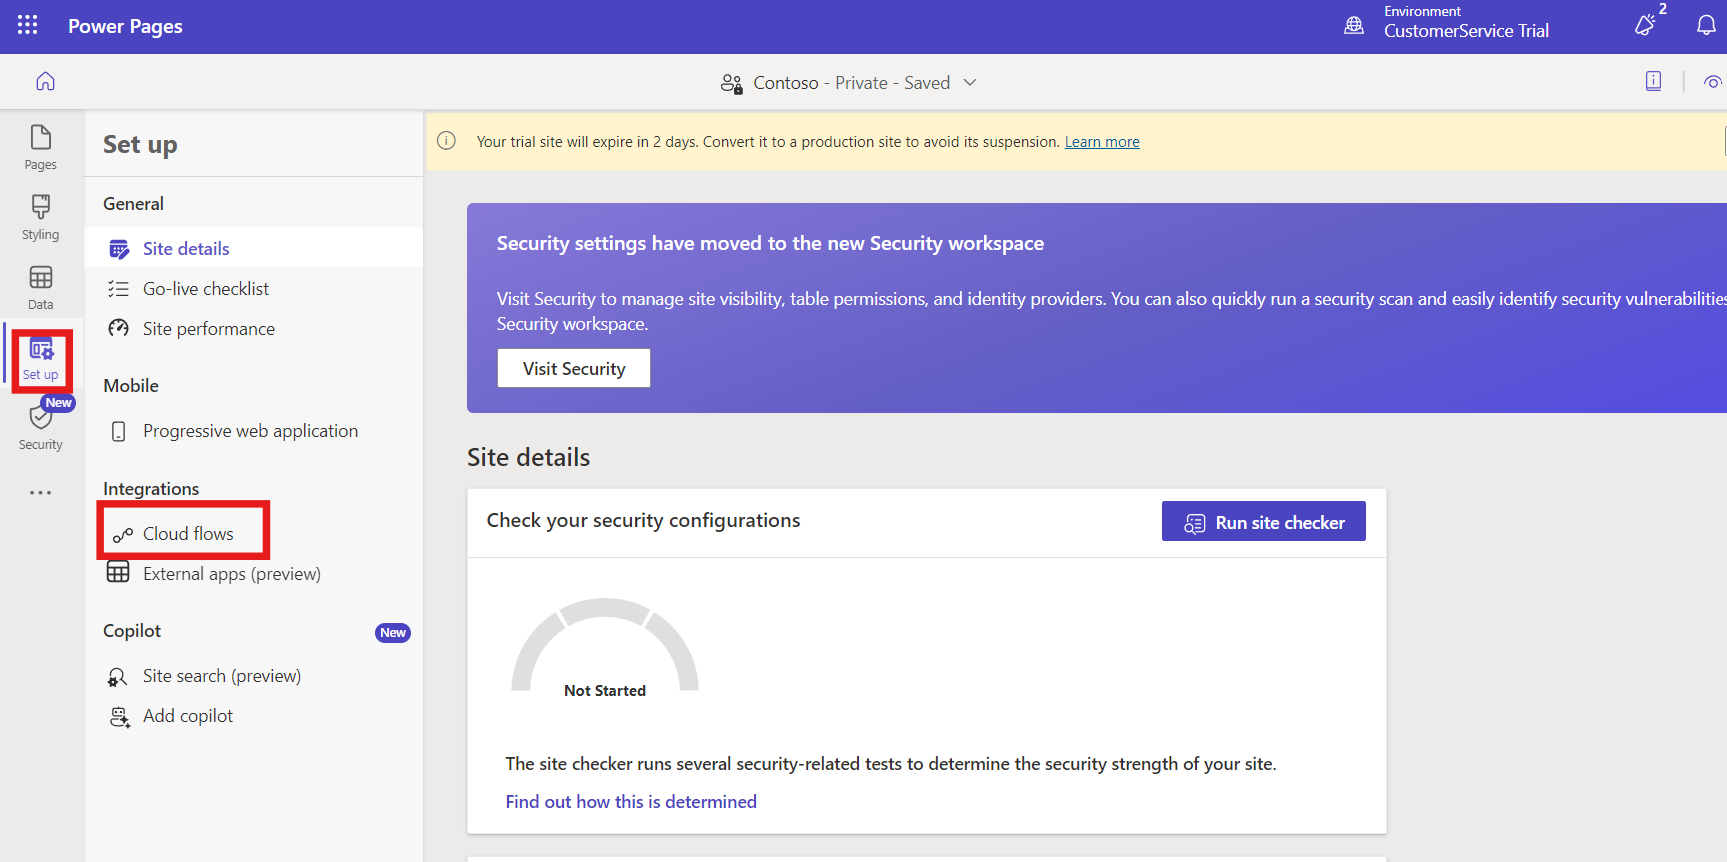 Power Pages
Environment
CustomerService Trial
2
Contoso - Private - Saved
Pages
Styling
Data
Set up
New
Security
Set up
General
Site details
Go-live checklist
Site performance
Mobile
Progressive web application
Integrations
Cloud flows
External apps (preview)
Copilot
New
Site search (preview)
Add copilot
Your trial site will expire in 2 days. Convert it to a production site to avoid its suspension. Learn more
Security settings have moved to the new Security workspace
Visit Security to manage site visibility, table permissions, and identity providers. You can also quickly run a security scan and easily identify security vulnerabilities
Security workspace.
Visit Security
Site details
Check your security configurations
Run site checker
Not Started
The site checker runs several security-related tests to determine the security strength of your site.
Find out how this is determined